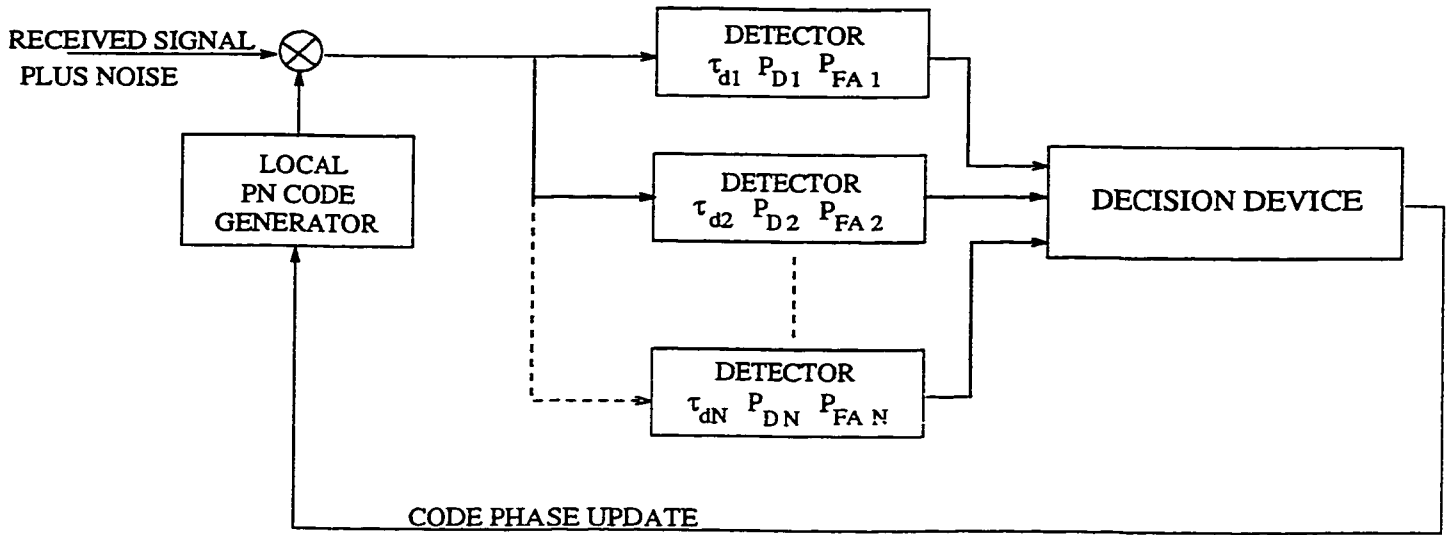 RECEIVED SIGNAL
PLUS NOISE
LOCAL
PN CODE
GENERATOR
DETECTOR
τd1 PD1 PFA 1
DETECTOR
τd2 PD2 PFA 2
DETECTOR
τdN PDN PFA N
DECISION DEVICE
CODE PHASE UPDATE